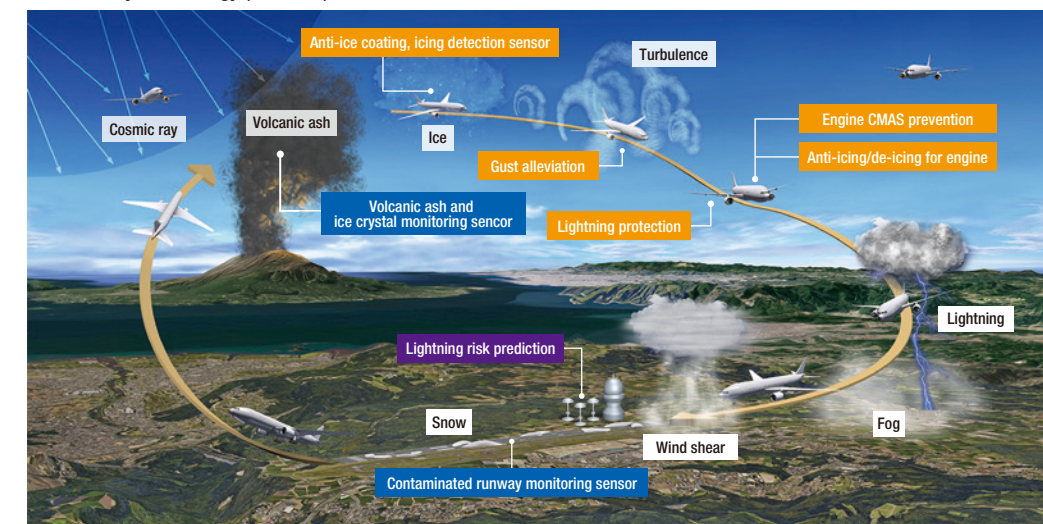 Anti-ice coating, icing detection sensor
Turbulence
Cosmic ray
Volcanic ash
Ice
Engine CMAS prevention
Gust alleviation
Anti-icing/de-icing for engine
Volcanic ash and
ice crystal monitoring sencor
Lightning protection
Lightning
Lightning risk prediction
Snow
Fog
Wind shear
Contaminated runway monitoring sensor